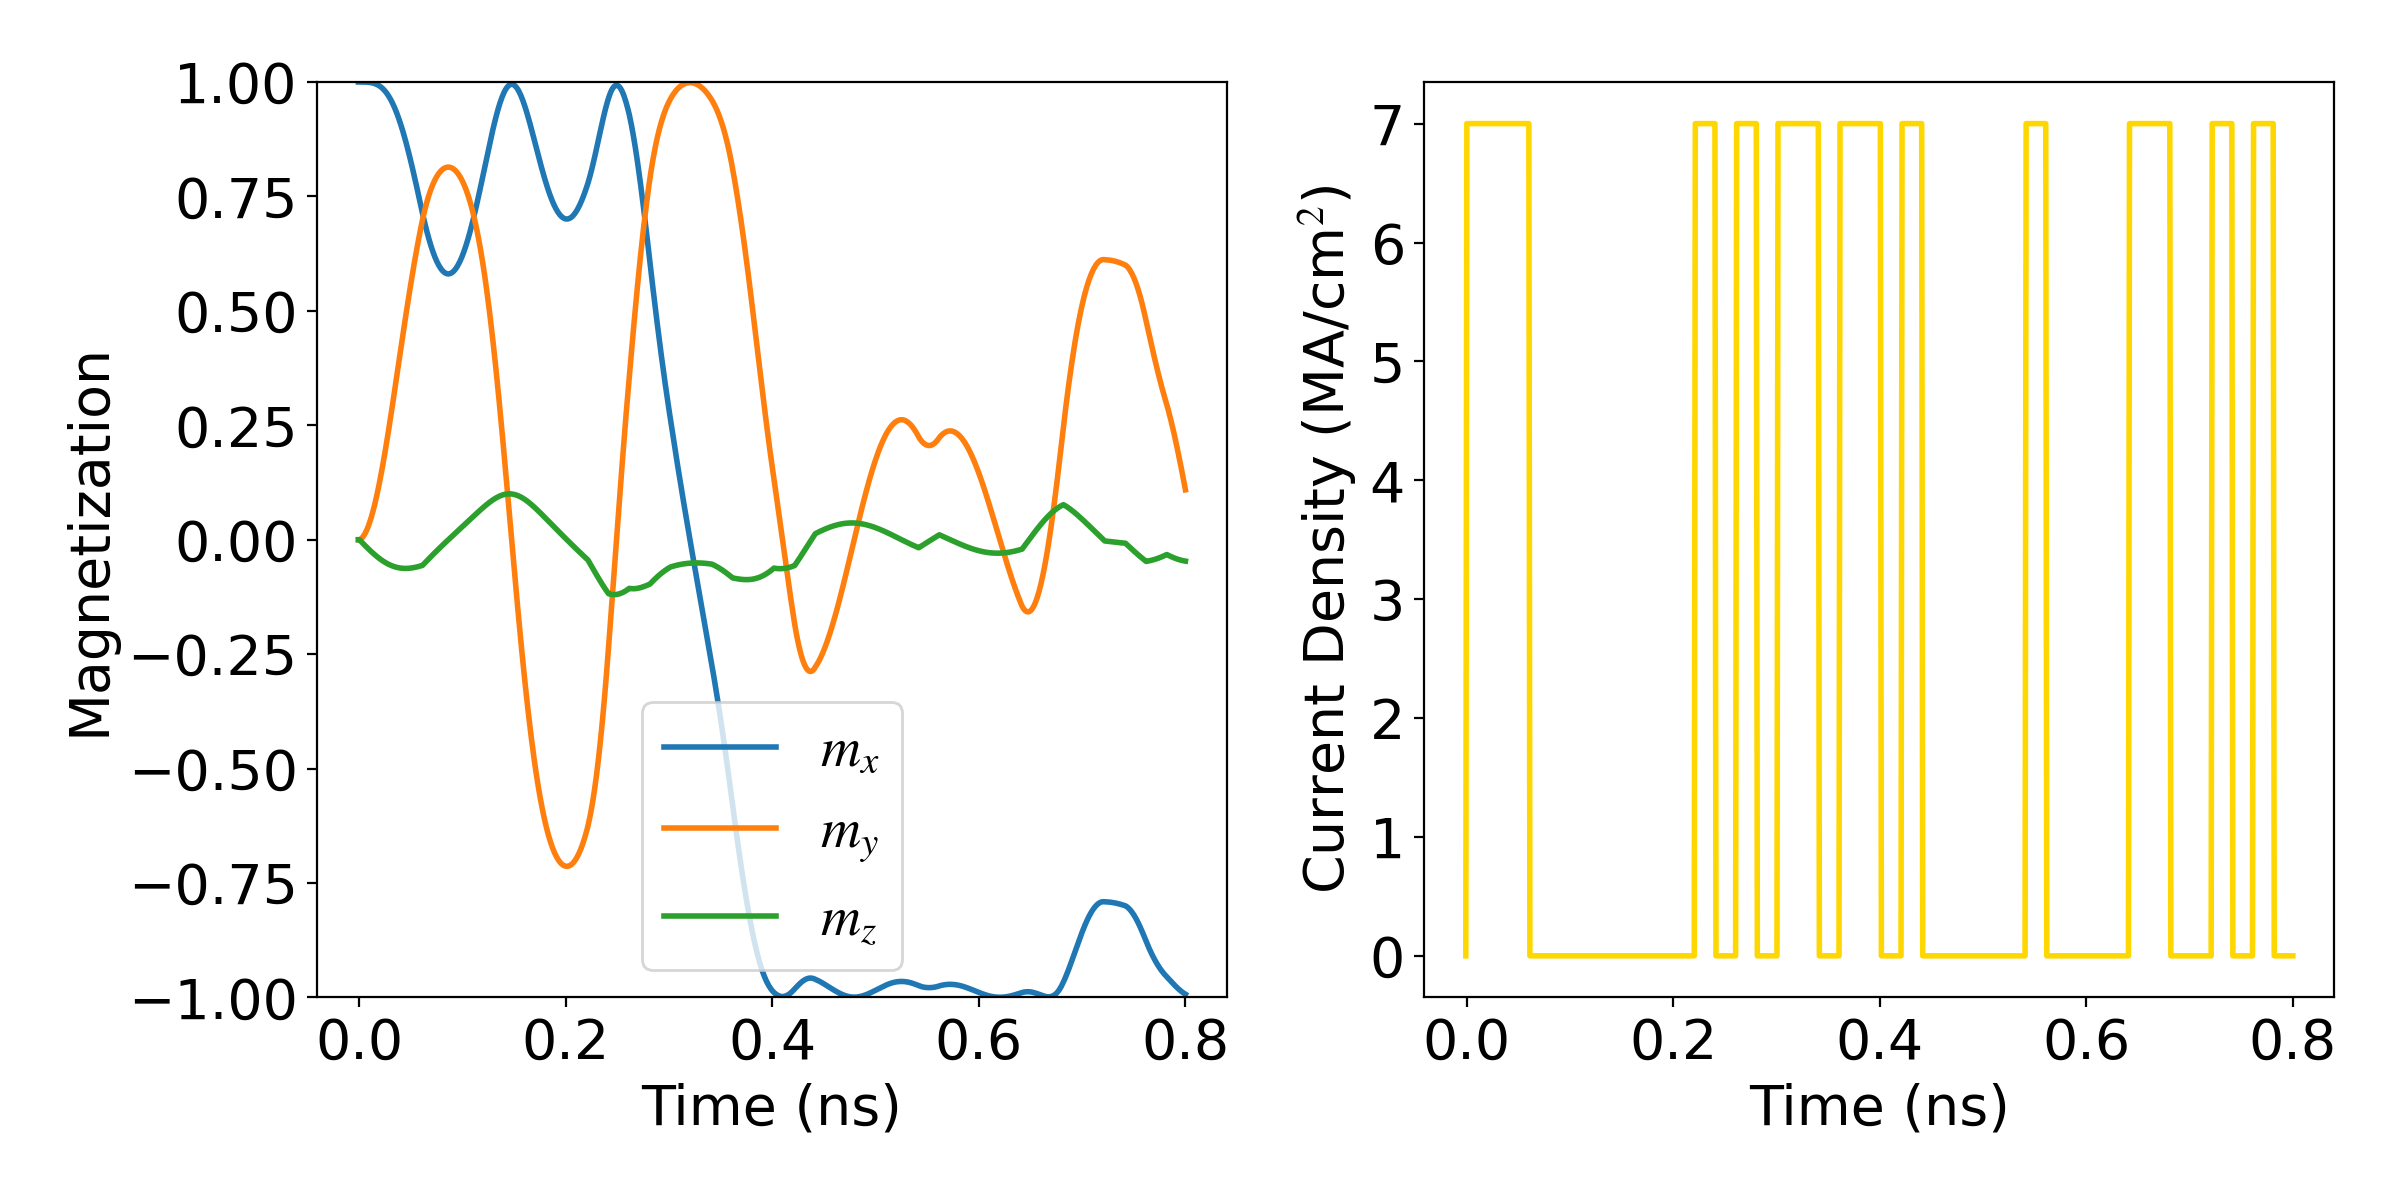 1.00
0.75
0.50
0.25
0.00
−0.25
−0.50
−0.75
−1.00
Magnetization
0.0 0.2 0.4 0.6 0.8
Time (ns)
m_x
m_y
m_z
7
6
5
4
3
2
1
0
Current Density (MA/cm²)
0.0 0.2 0.4 0.6 0.8
Time (ns)